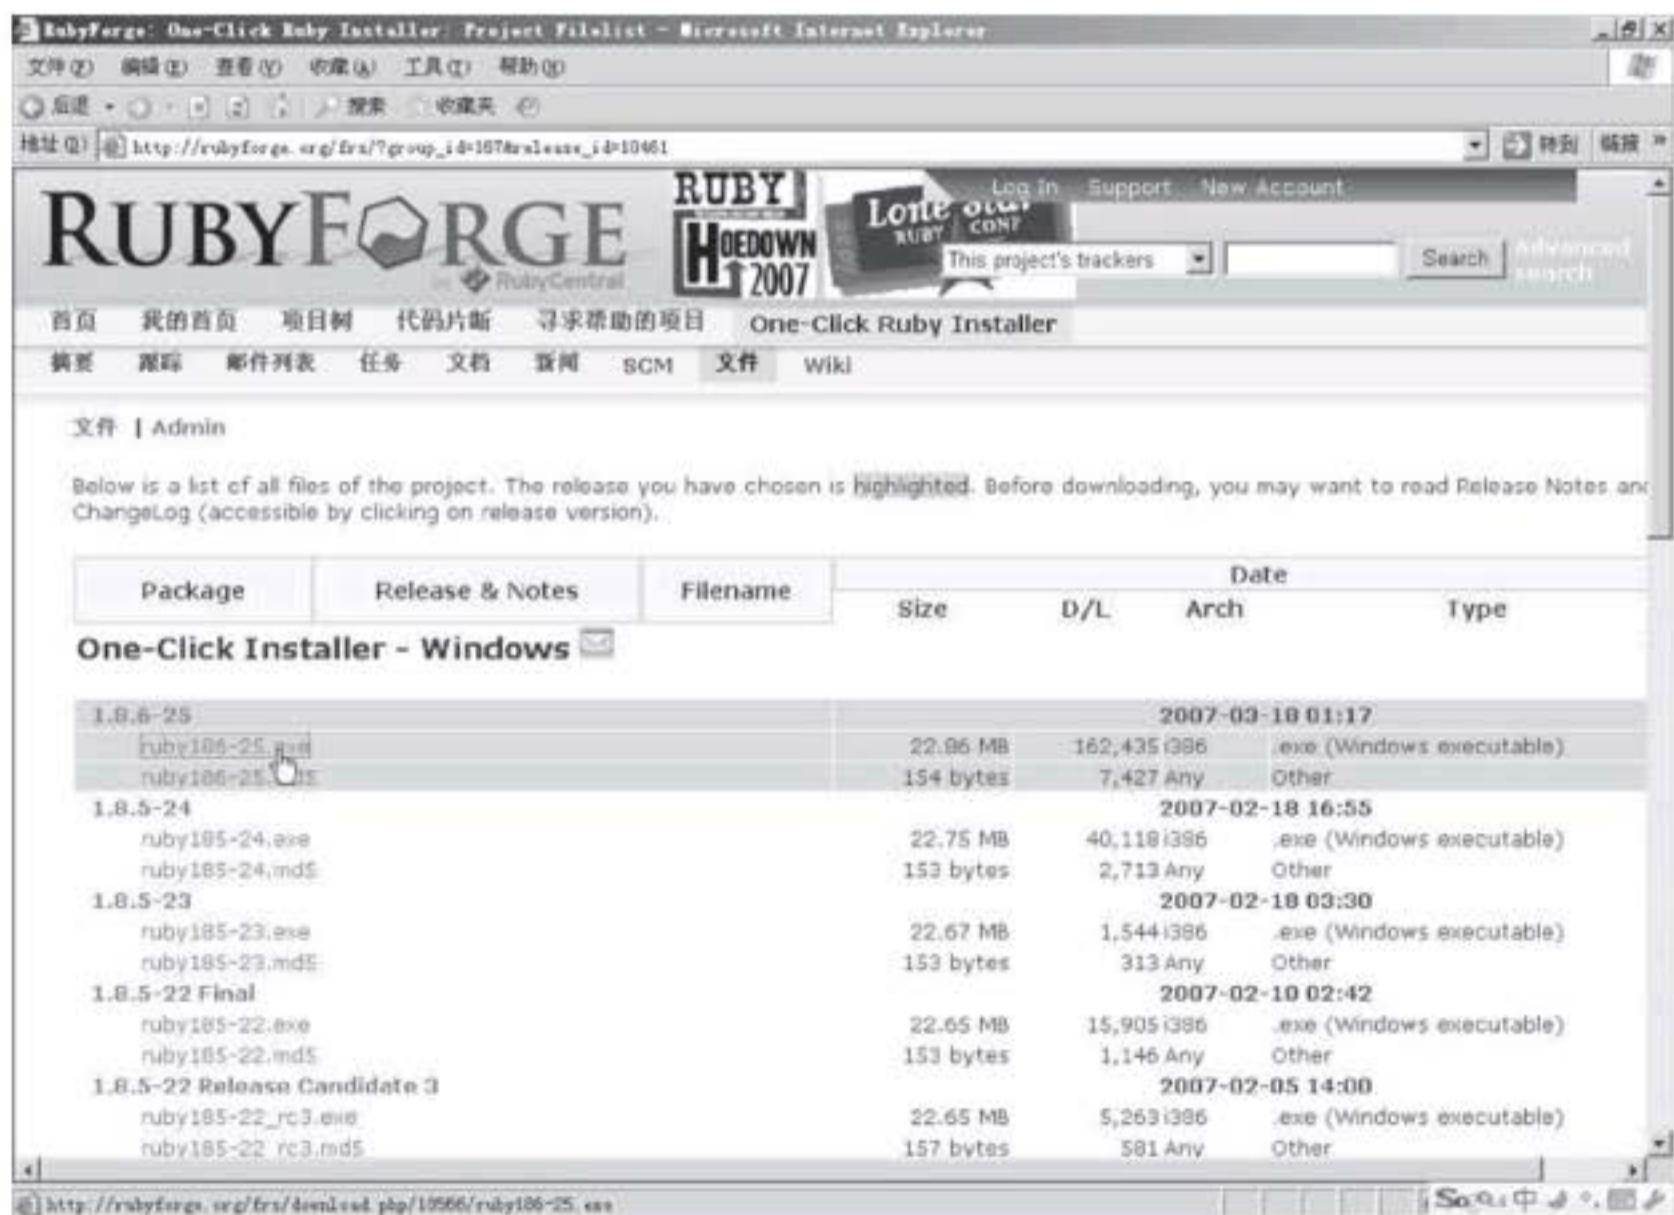 RubyForge: One-Click Ruby Installer: Project Filelist - Microsoft Internet Explorer
文件(F) 编辑(E) 查看(V) 收藏(A) 工具(T) 帮助(H)
后退 搜索 收藏夹
地址(D) http://rubyforge.org/frs/?group_id=167&release_id=10461 转到 链接 »
RUBYFORGE
by RubyCentral
RUBY HOEDOWN 2007
Lone Star RUBY CONF
Log In Support New Account
This project's trackers Search Advanced search
首页 我的首页 项目树 代码片断 寻求帮助的项目 One-Click Ruby Installer
摘要 跟踪 邮件列表 任务 文档 新闻 SCM 文件 Wiki
文件 | Admin
Below is a list of all files of the project. The release you have chosen is highlighted. Before downloading, you may want to read Release Notes and
ChangeLog (accessible by clicking on release version).
Package Release & Notes Filename Date
Size D/L Arch Type
One-Click Installer - Windows
1.8.6-25 2007-03-18 01:17
ruby186-25.exe 22.86 MB 162,435 i386 .exe (Windows executable)
ruby186-25.md5 154 bytes 7,427 Any Other
1.8.5-24 2007-02-18 16:55
ruby185-24.exe 22.75 MB 40,118 i386 .exe (Windows executable)
ruby185-24.md5 153 bytes 2,713 Any Other
1.8.5-23 2007-02-18 03:30
ruby185-23.exe 22.67 MB 1,544 i386 .exe (Windows executable)
ruby185-23.md5 153 bytes 313 Any Other
1.8.5-22 Final 2007-02-10 02:42
ruby185-22.exe 22.65 MB 15,905 i386 .exe (Windows executable)
ruby185-22.md5 153 bytes 1,146 Any Other
1.8.5-22 Release Candidate 3 2007-02-05 14:00
ruby185-22_rc3.exe 22.65 MB 5,263 i386 .exe (Windows executable)
ruby185-22_rc3.md5 157 bytes 581 Any Other
http://rubyforge.org/frs/download.php/18566/ruby186-25.exe
中